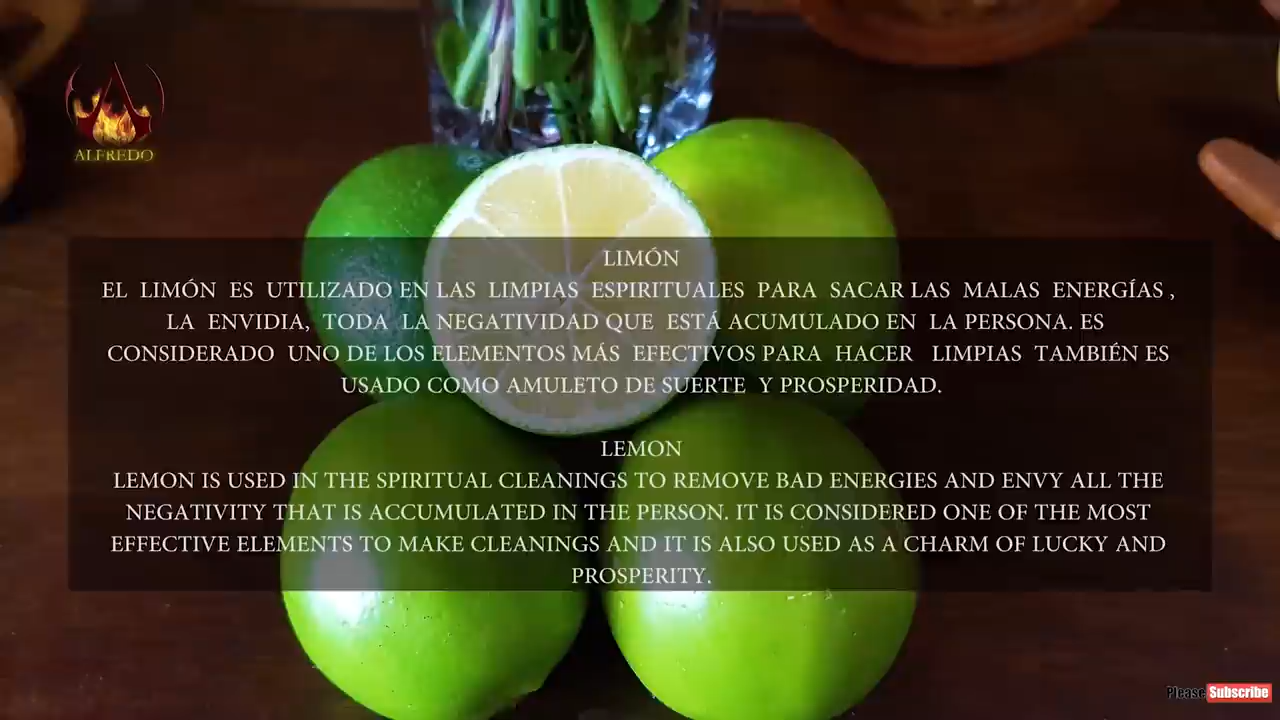 ALFREDO
LIMÓN
EL LIMÓN ES UTILIZADO EN LAS LIMPIAS ESPIRITUALES PARA SACAR LAS MALAS ENERGÍAS ,
LA ENVIDIA, TODA LA NEGATIVIDAD QUE ESTÁ ACUMULADO EN LA PERSONA. ES
CONSIDERADO UNO DE LOS ELEMENTOS MÁS EFECTIVOS PARA HACER LIMPIAS TAMBIÉN ES
USADO COMO AMULETO DE SUERTE Y PROSPERIDAD.
LEMON
LEMON IS USED IN THE SPIRITUAL CLEANINGS TO REMOVE BAD ENERGIES AND ENVY ALL THE
NEGATIVITY THAT IS ACCUMULATED IN THE PERSON. IT IS CONSIDERED ONE OF THE MOST
EFFECTIVE ELEMENTS TO MAKE CLEANINGS AND IT IS ALSO USED AS A CHARM OF LUCKY AND
PROSPERITY.
Please Subscribe